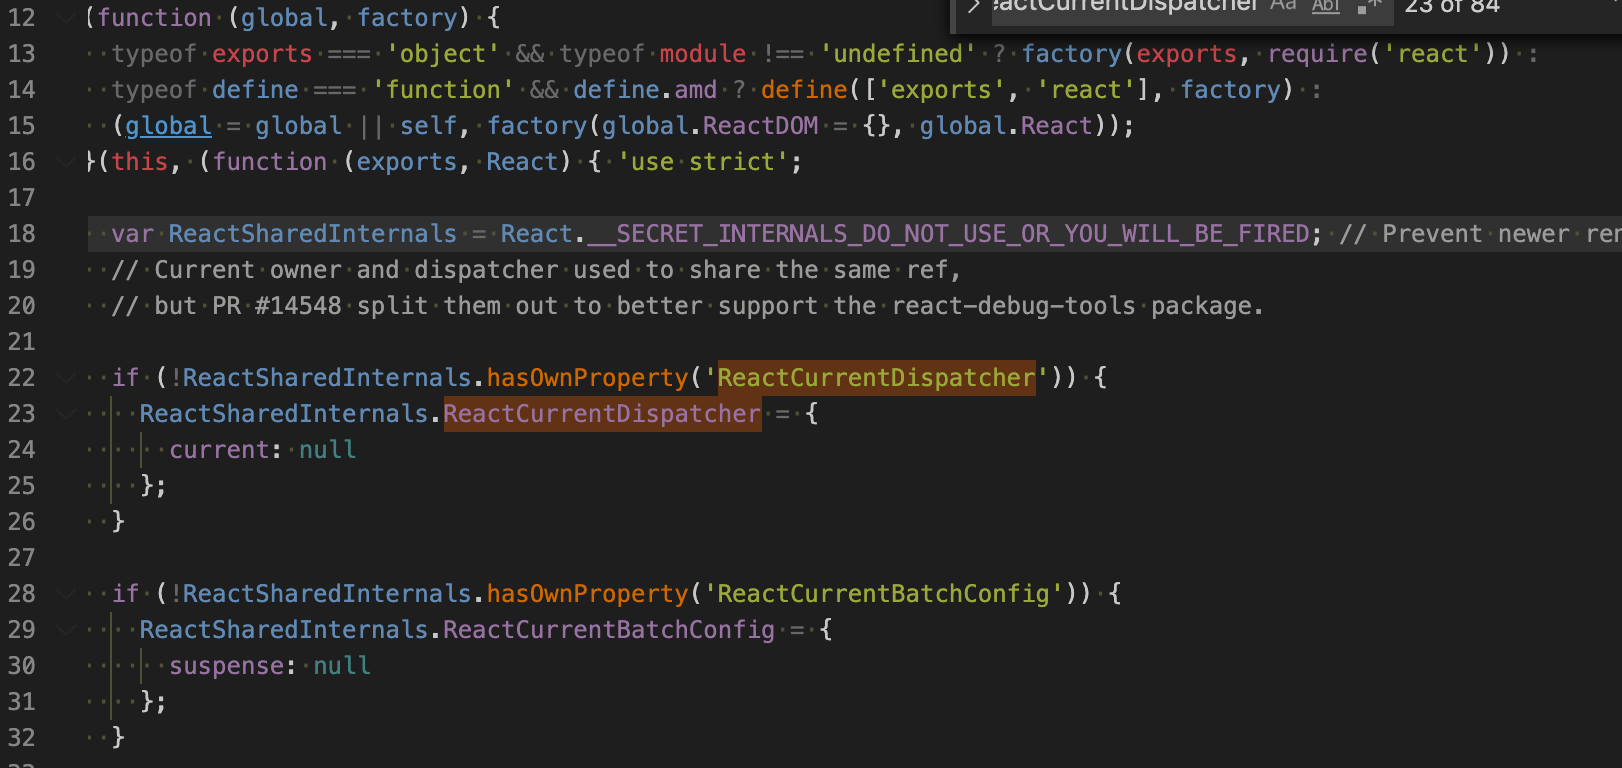 actCurrentDispatcher Aa Abl .* 23 of 84
12 (function (global, factory) {
13 typeof exports === 'object' && typeof module !== 'undefined' ? factory(exports, require('react')) :
14 typeof define === 'function' && define.amd ? define(['exports', 'react'], factory) :
15 (global = global || self, factory(global.ReactDOM = {}, global.React));
16 }(this, (function (exports, React) { 'use strict';
17
18 var ReactSharedInternals = React.__SECRET_INTERNALS_DO_NOT_USE_OR_YOU_WILL_BE_FIRED; // Prevent newer ren
19 // Current owner and dispatcher used to share the same ref,
20 // but PR #14548 split them out to better support the react-debug-tools package.
21
22 if (!ReactSharedInternals.hasOwnProperty('ReactCurrentDispatcher')) {
23 ReactSharedInternals.ReactCurrentDispatcher = {
24 current: null
25 };
26 }
27
28 if (!ReactSharedInternals.hasOwnProperty('ReactCurrentBatchConfig')) {
29 ReactSharedInternals.ReactCurrentBatchConfig = {
30 suspense: null
31 };
32 }